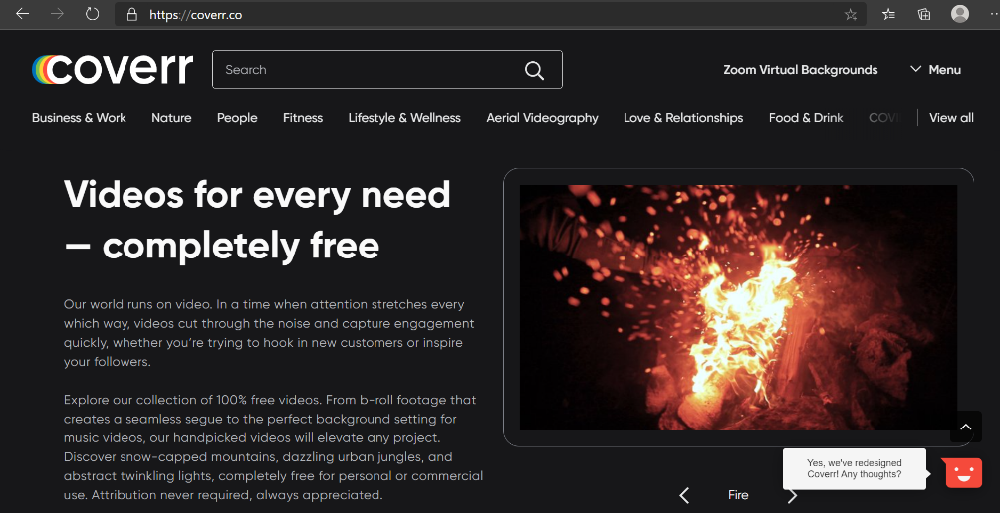 https://coverr.co
coverr
Search
Zoom Virtual Backgrounds
Menu
Business & Work
Nature
People
Fitness
Lifestyle & Wellness
Aerial Videography
Love & Relationships
Food & Drink
COV
View all
Videos for every need
— completely free
Our world runs on video. In a time when attention stretches every
which way, videos cut through the noise and capture engagement
quickly, whether you're trying to hook in new customers or inspire
your followers.
Explore our collection of 100% free videos. From b-roll footage that
creates a seamless segue to the perfect background setting for
music videos, our handpicked videos will elevate any project.
Discover snow-capped mountains, dazzling urban jungles, and
abstract twinkling lights, completely free for personal or commercial
use. Attribution never required, always appreciated.
Fire
Yes, we've redesigned
Coverr! Any thoughts?